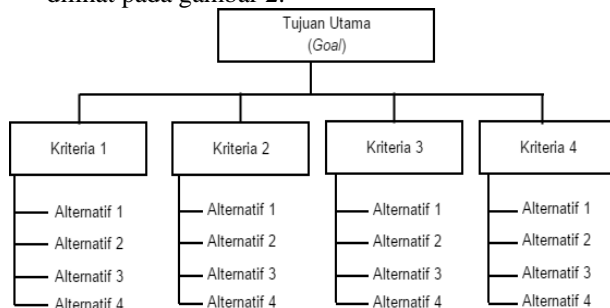 dilihat pada gambar 2.
Tujuan Utama
(Goal)
Kriteria 1
Kriteria 2
Kriteria 3
Kriteria 4
Alternatif 1
Alternatif 2
Alternatif 3
Alternatif 4
Alternatif 1
Alternatif 2
Alternatif 3
Alternatif 4
Alternatif 1
Alternatif 2
Alternatif 3
Alternatif 4
Alternatif 1
Alternatif 2
Alternatif 3
Alternatif 4